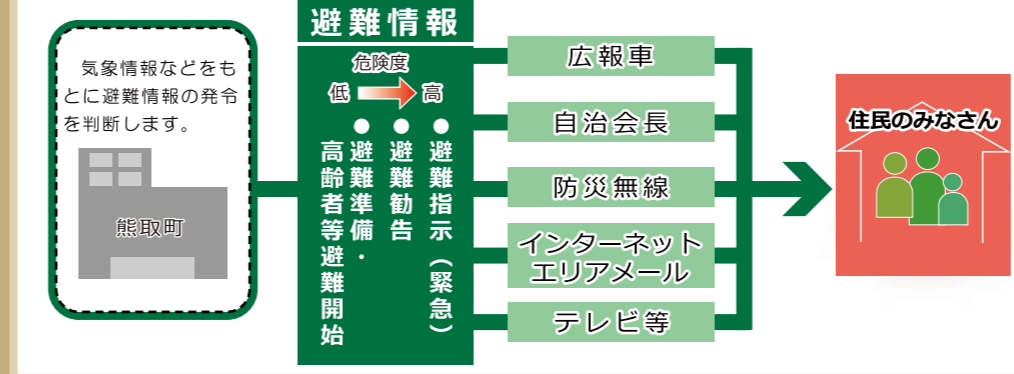 気象情報などをも
とに避難情報の発令
を判断します。
熊取町
避難情報
危険度
低
高
●避難指示（緊急）
●避難勧告
●避難準備・
高齢者等避難開始
広報車
自治会長
防災無線
インターネット
エリアメール
テレビ等
住民のみなさん